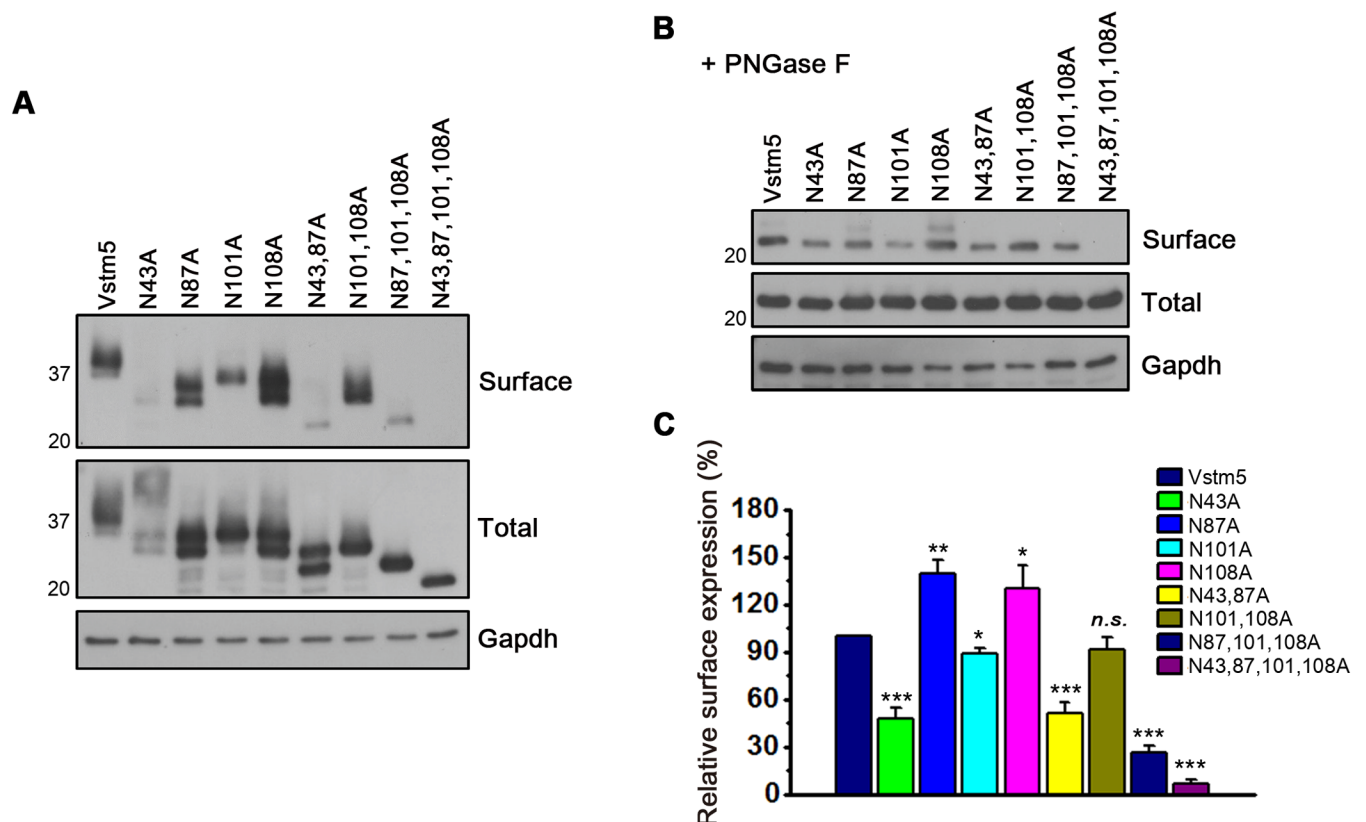 A
Vstm5
N43A
N87A
N101A
N108A
N43,87A
N101,108A
N87,101,108A
N43,87,101,108A
37
20
Surface
37
20
Total
Gapdh
B
+ PNGase F
Vstm5
N43A
N87A
N101A
N108A
N43,87A
N101,108A
N87,101,108A
N43,87,101,108A
20
Surface
20
Total
Gapdh
C
Relative surface expression (%)
180
150
120
90
60
30
0
***
**
*
*
***
n.s.
***
***
Vstm5
N43A
N87A
N101A
N108A
N43,87A
N101,108A
N87,101,108A
N43,87,101,108A